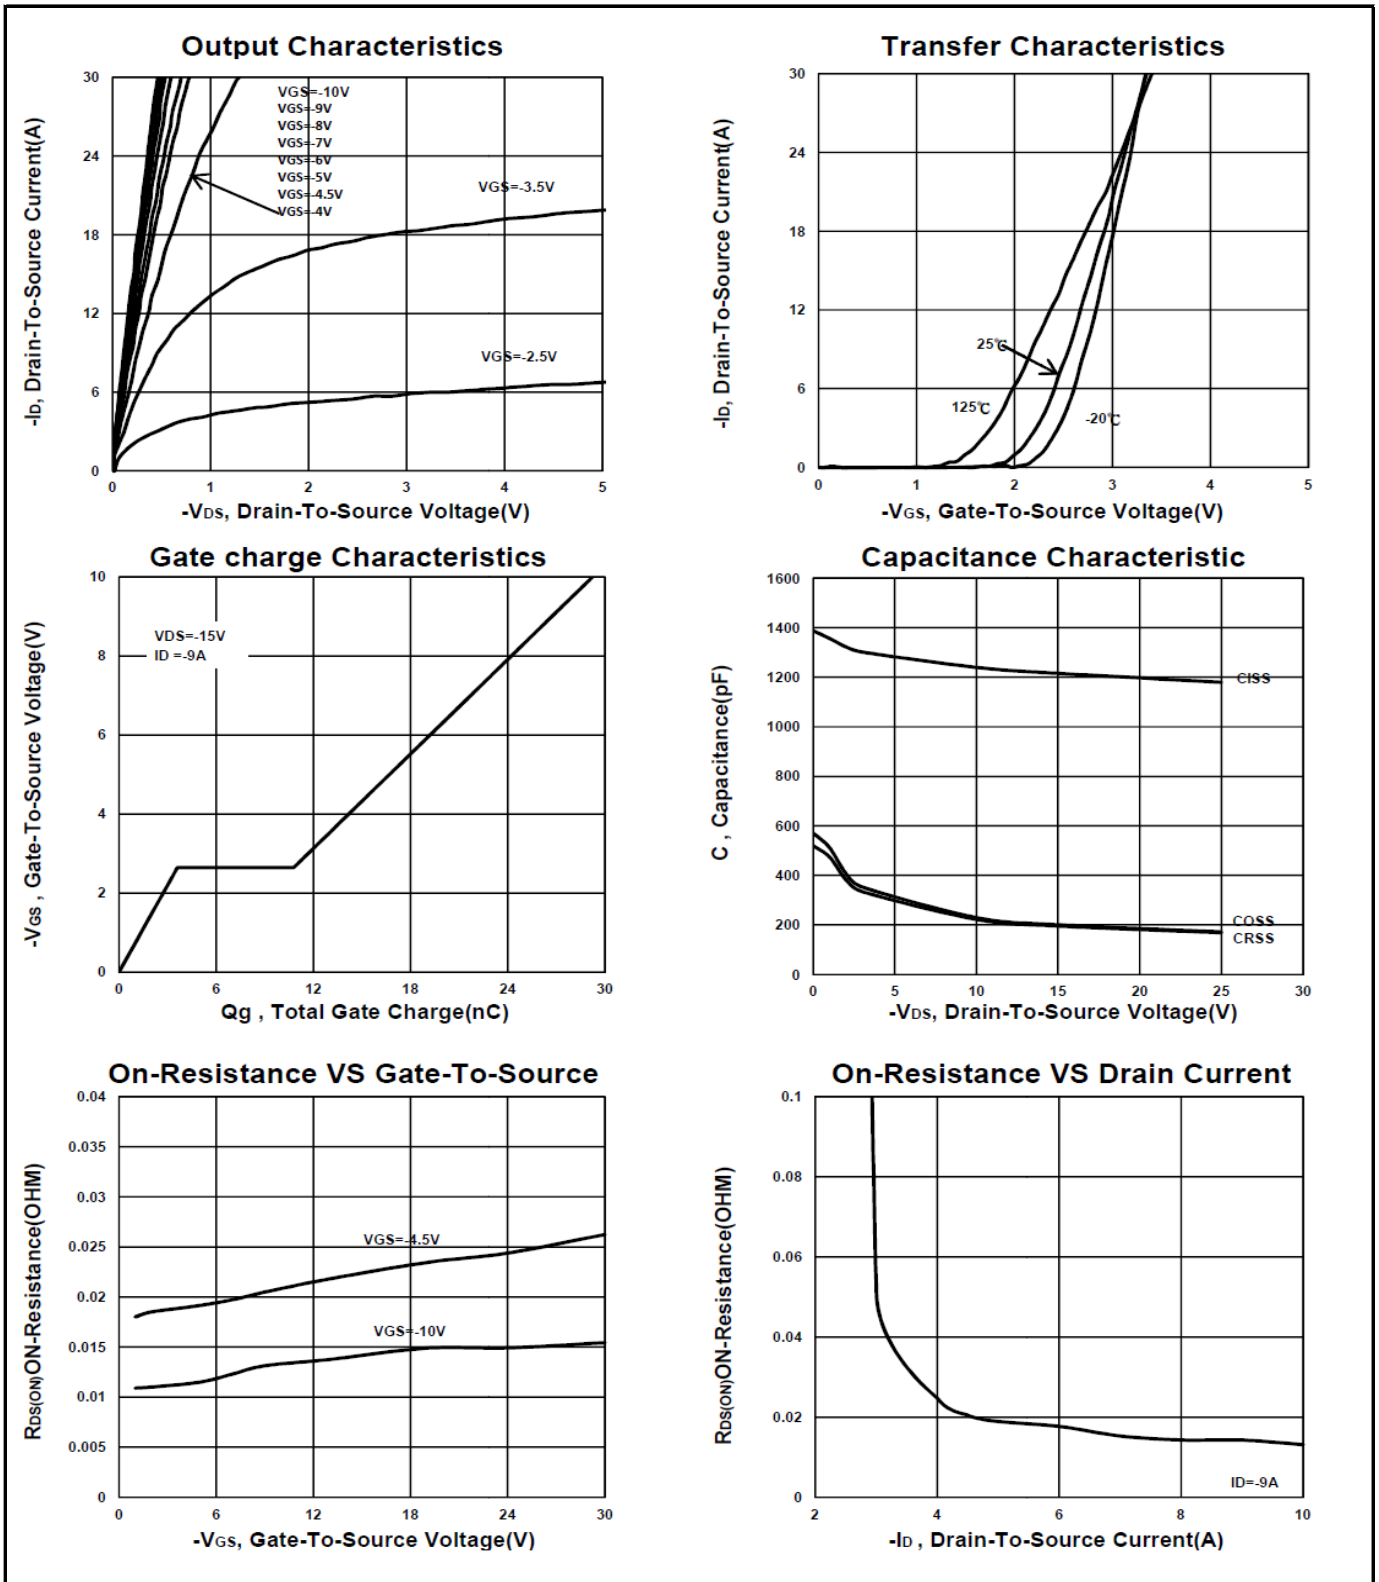 Output Characteristics
-ID, Drain-To-Source Current(A)
30
24
18
12
6
0
VGS=-10V
VGS=-9V
VGS=-8V
VGS=-7V
VGS=-6V
VGS=-5V
VGS=-4.5V
VGS=-4V
VGS=-3.5V
VGS=-2.5V
0 1 2 3 4 5
-VDS, Drain-To-Source Voltage(V)
Transfer Characteristics
-ID, Drain-To-Source Current(A)
30
24
18
12
6
0
25℃
125℃
-20℃
0 1 2 3 4 5
-VGS, Gate-To-Source Voltage(V)
Gate charge Characteristics
-VGS , Gate-To-Source Voltage(V)
10
8
6
4
2
0
VDS=-15V
ID =-9A
0 6 12 18 24 30
Qg , Total Gate Charge(nC)
Capacitance Characteristic
C , Capacitance(pF)
1600
1400
1200
1000
800
600
400
200
0
CISS
COSS
CRSS
0 5 10 15 20 25 30
-VDS, Drain-To-Source Voltage(V)
On-Resistance VS Gate-To-Source
RDS(ON)ON-Resistance(OHM)
0.04
0.035
0.03
0.025
0.02
0.015
0.01
0.005
0
VGS=-4.5V
VGS=-10V
0 6 12 18 24 30
-VGS, Gate-To-Source Voltage(V)
On-Resistance VS Drain Current
RDS(ON)ON-Resistance(OHM)
0.1
0.08
0.06
0.04
0.02
0
ID=-9A
2 4 6 8 10
-ID , Drain-To-Source Current(A)